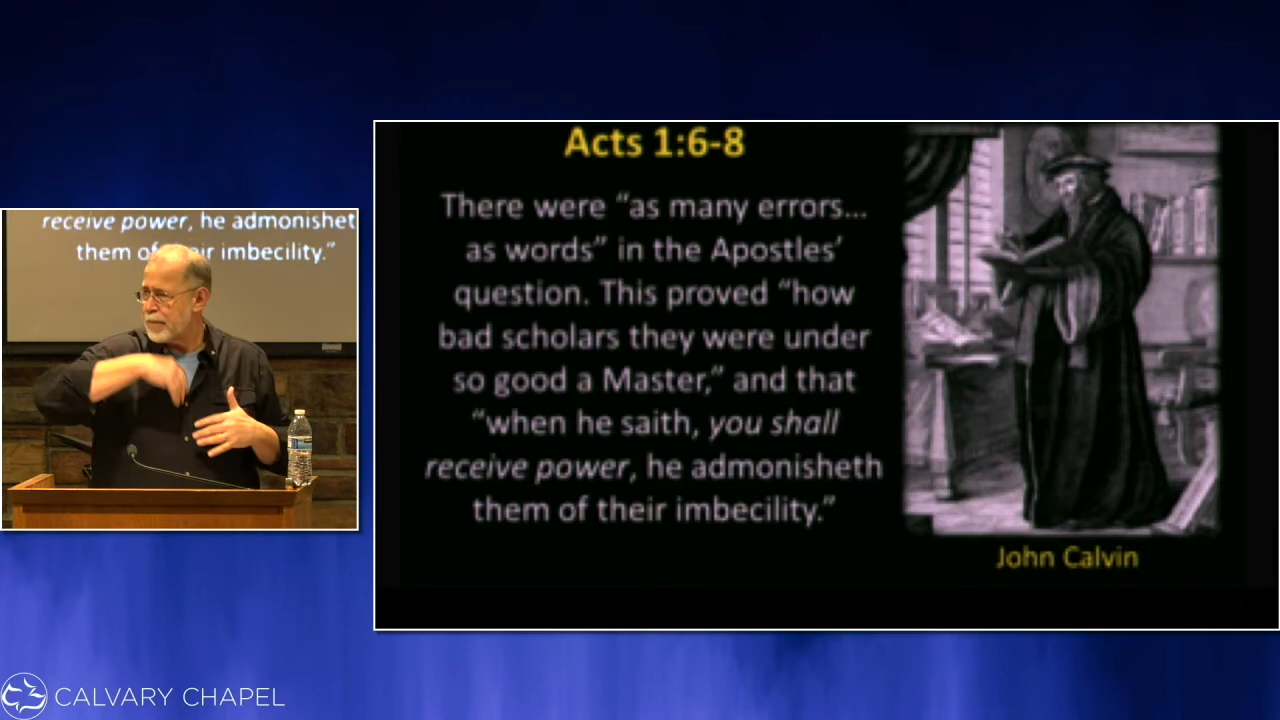 Acts 1:6-8
There were “as many errors…
as words” in the Apostles’
question. This proved “how
bad scholars they were under
so good a Master,” and that
“when he saith, you shall
receive power, he admonisheth
them of their imbecility.”
John Calvin
receive power, he admonishet
them of their imbecility.”
CALVARY CHAPEL